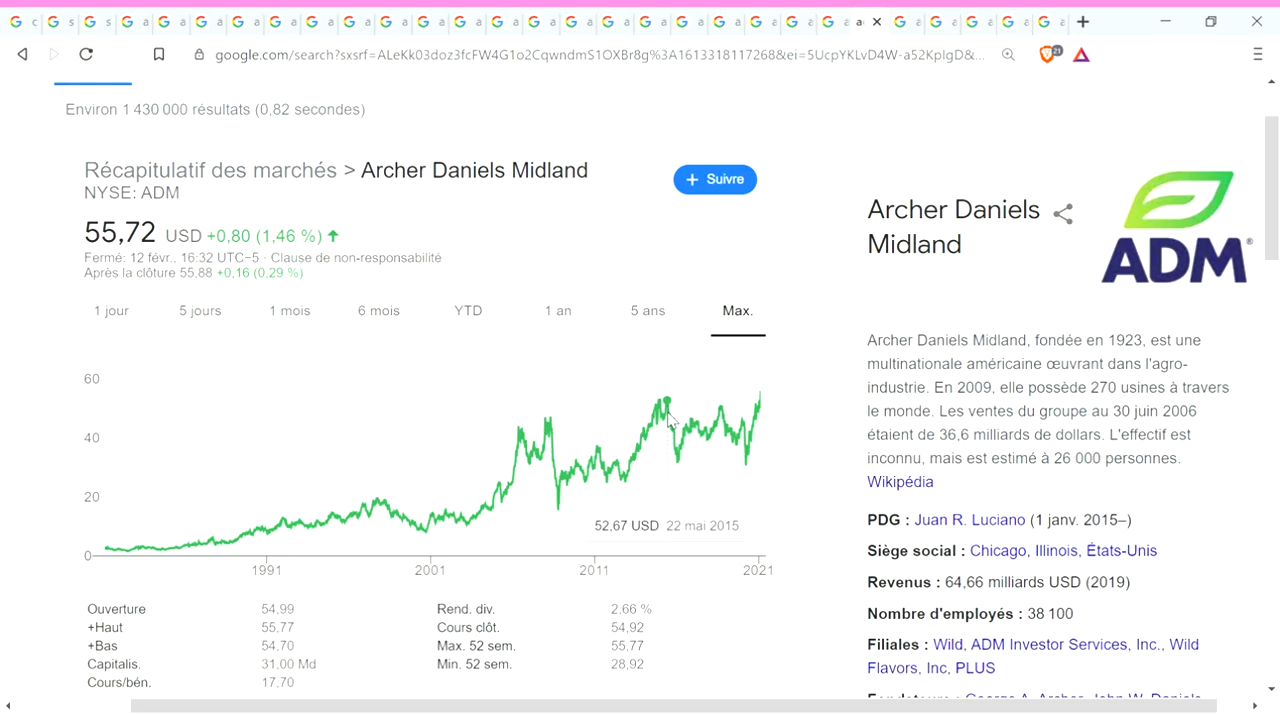 google.com/search?sxsrf=ALeKk03doz3fcFW4G1o2CqwndmS1OXBr8g%3A1613318117268&ei=5UcpYKLvD4W-a52KpIgD&...
21
Environ 1 430 000 résultats (0,82 secondes)
Récapitulatif des marchés > Archer Daniels Midland
NYSE: ADM
+ Suivre
55,72 USD +0,80 (1,46 %)
Fermé: 12 févr., 16:32 UTC−5 · Clause de non-responsabilité
Après la clôture 55,88 +0,16 (0,29 %)
1 jour 5 jours 1 mois 6 mois YTD 1 an 5 ans Max.
60
40
20
0
52,67 USD 22 mai 2015
1991 2001 2011 2021
Ouverture 54,99
+Haut 55,77
+Bas 54,70
Capitalis. 31,00 Md
Cours/bén. 17,70
Rend. div. 2,66 %
Cours clôt. 54,92
Max. 52 sem. 55,77
Min. 52 sem. 28,92
Archer Daniels
Midland
ADM
Archer Daniels Midland, fondée en 1923, est une
multinationale américaine œuvrant dans l'agro-
industrie. En 2009, elle possède 270 usines à travers
le monde. Les ventes du groupe au 30 juin 2006
étaient de 36,6 milliards de dollars. L'effectif est
inconnu, mais est estimé à 26 000 personnes.
Wikipédia
PDG : Juan R. Luciano (1 janv. 2015–)
Siège social : Chicago, Illinois, États-Unis
Revenus : 64,66 milliards USD (2019)
Nombre d'employés : 38 100
Filiales : Wild, ADM Investor Services, Inc., Wild
Flavors, Inc, PLUS